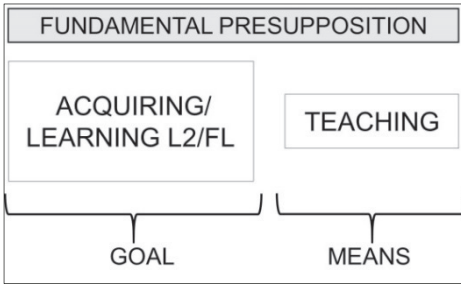 FUNDAMENTAL PRESUPPOSITION
ACQUIRING/
LEARNING L2/FL
TEACHING
GOAL
MEANS